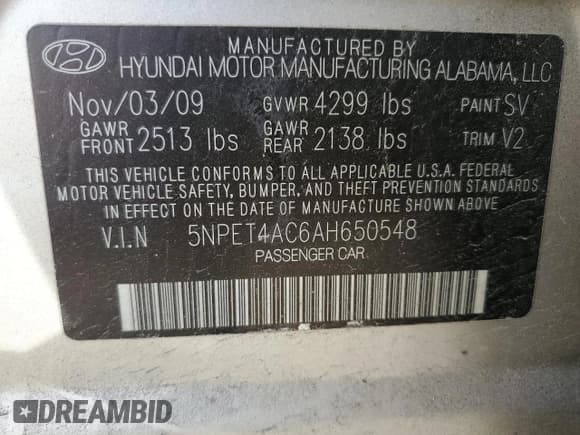 MANUFACTURED BY
HYUNDAI MOTOR MANUFACTURING ALABAMA, LLC
Nov/03/09 GVWR 4299 lbs PAINT SV
GAWR FRONT 2513 lbs GAWR REAR 2138 lbs TRIM V2
THIS VEHICLE CONFORMS TO ALL APPLICABLE U.S.A. FEDERAL
MOTOR VEHICLE SAFETY, BUMPER, AND THEFT PREVENTION STANDARDS
IN EFFECT ON THE DATE OF MANUFACTURE SHOWN ABOVE.
V.I.N 5NPET4AC6AH650548
PASSENGER CAR
DREAMBID